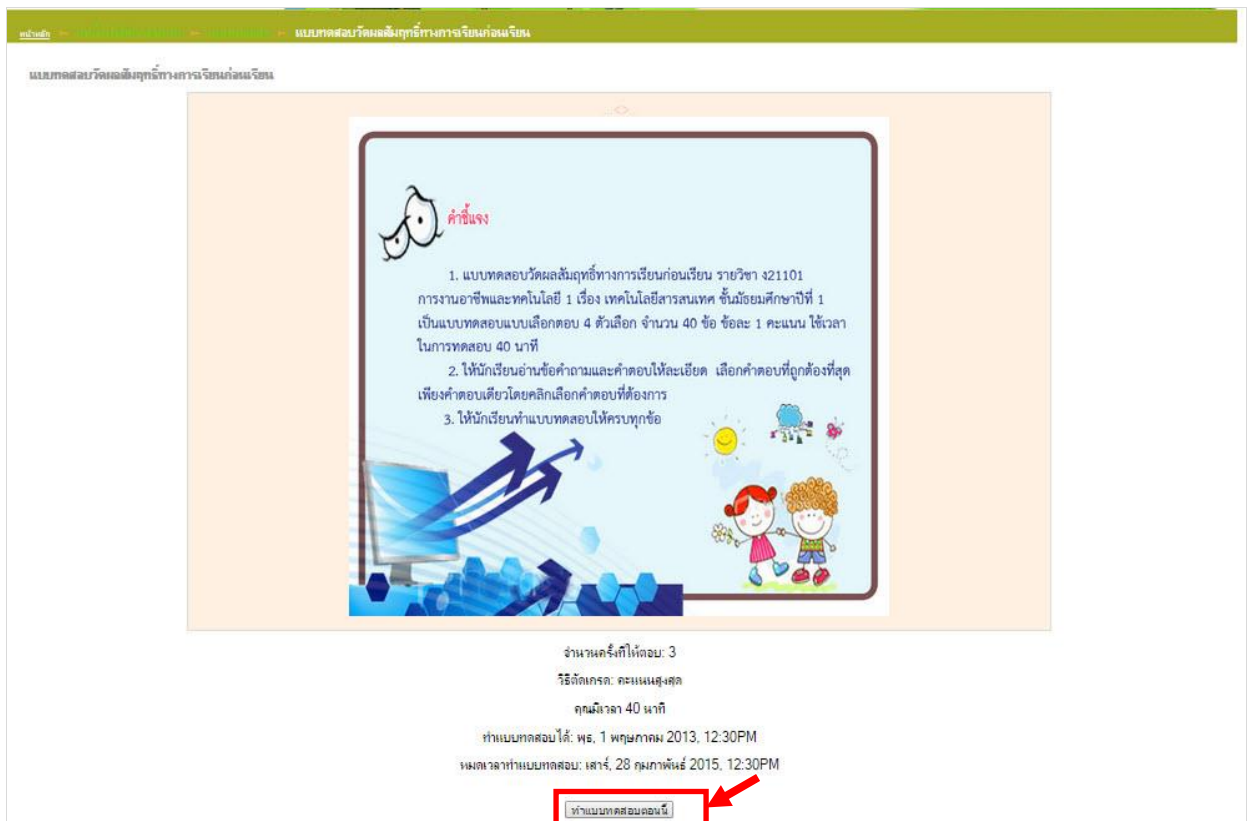 หน้าหลัก ► ► ► แบบทดสอบวัดผลสัมฤทธิ์ทางการเรียนก่อนเรียน
แบบทดสอบวัดผลสัมฤทธิ์ทางการเรียนก่อนเรียน
คำชี้แจง
1. แบบทดสอบวัดผลสัมฤทธิ์ทางการเรียนก่อนเรียน รายวิชา ง21101
การงานอาชีพและทคโนโลยี 1 เรื่อง เทคโนโลยีสารสนเทศ ชั้นมัธยมศึกษาปีที่ 1
เป็นแบบทดสอบแบบเลือกตอบ 4 ตัวเลือก จำนวน 40 ข้อ ข้อละ 1 คะแนน ใช้เวลา
ในการทดสอบ 40 นาที
2. ให้นักเรียนอ่านข้อคำถามและคำตอบให้ละเอียด เลือกคำตอบที่ถูกต้องที่สุด
เพียงคำตอบเดียวโดยคลิกเลือกคำตอบที่ต้องการ
3. ให้นักเรียนทำแบบทดสอบให้ครบทุกข้อ
จำนวนครั้งที่ให้ตอบ: 3
วิธีตัดเกรด: คะแนนสูงสุด
คุณมีเวลา 40 นาที
ทำแบบทดสอบได้: พุธ, 1 พฤษภาคม 2013, 12:30PM
หมดเวลาทำแบบทดสอบ: เสาร์, 28 กุมภาพันธ์ 2015, 12:30PM
ทำแบบทดสอบตอนนี้